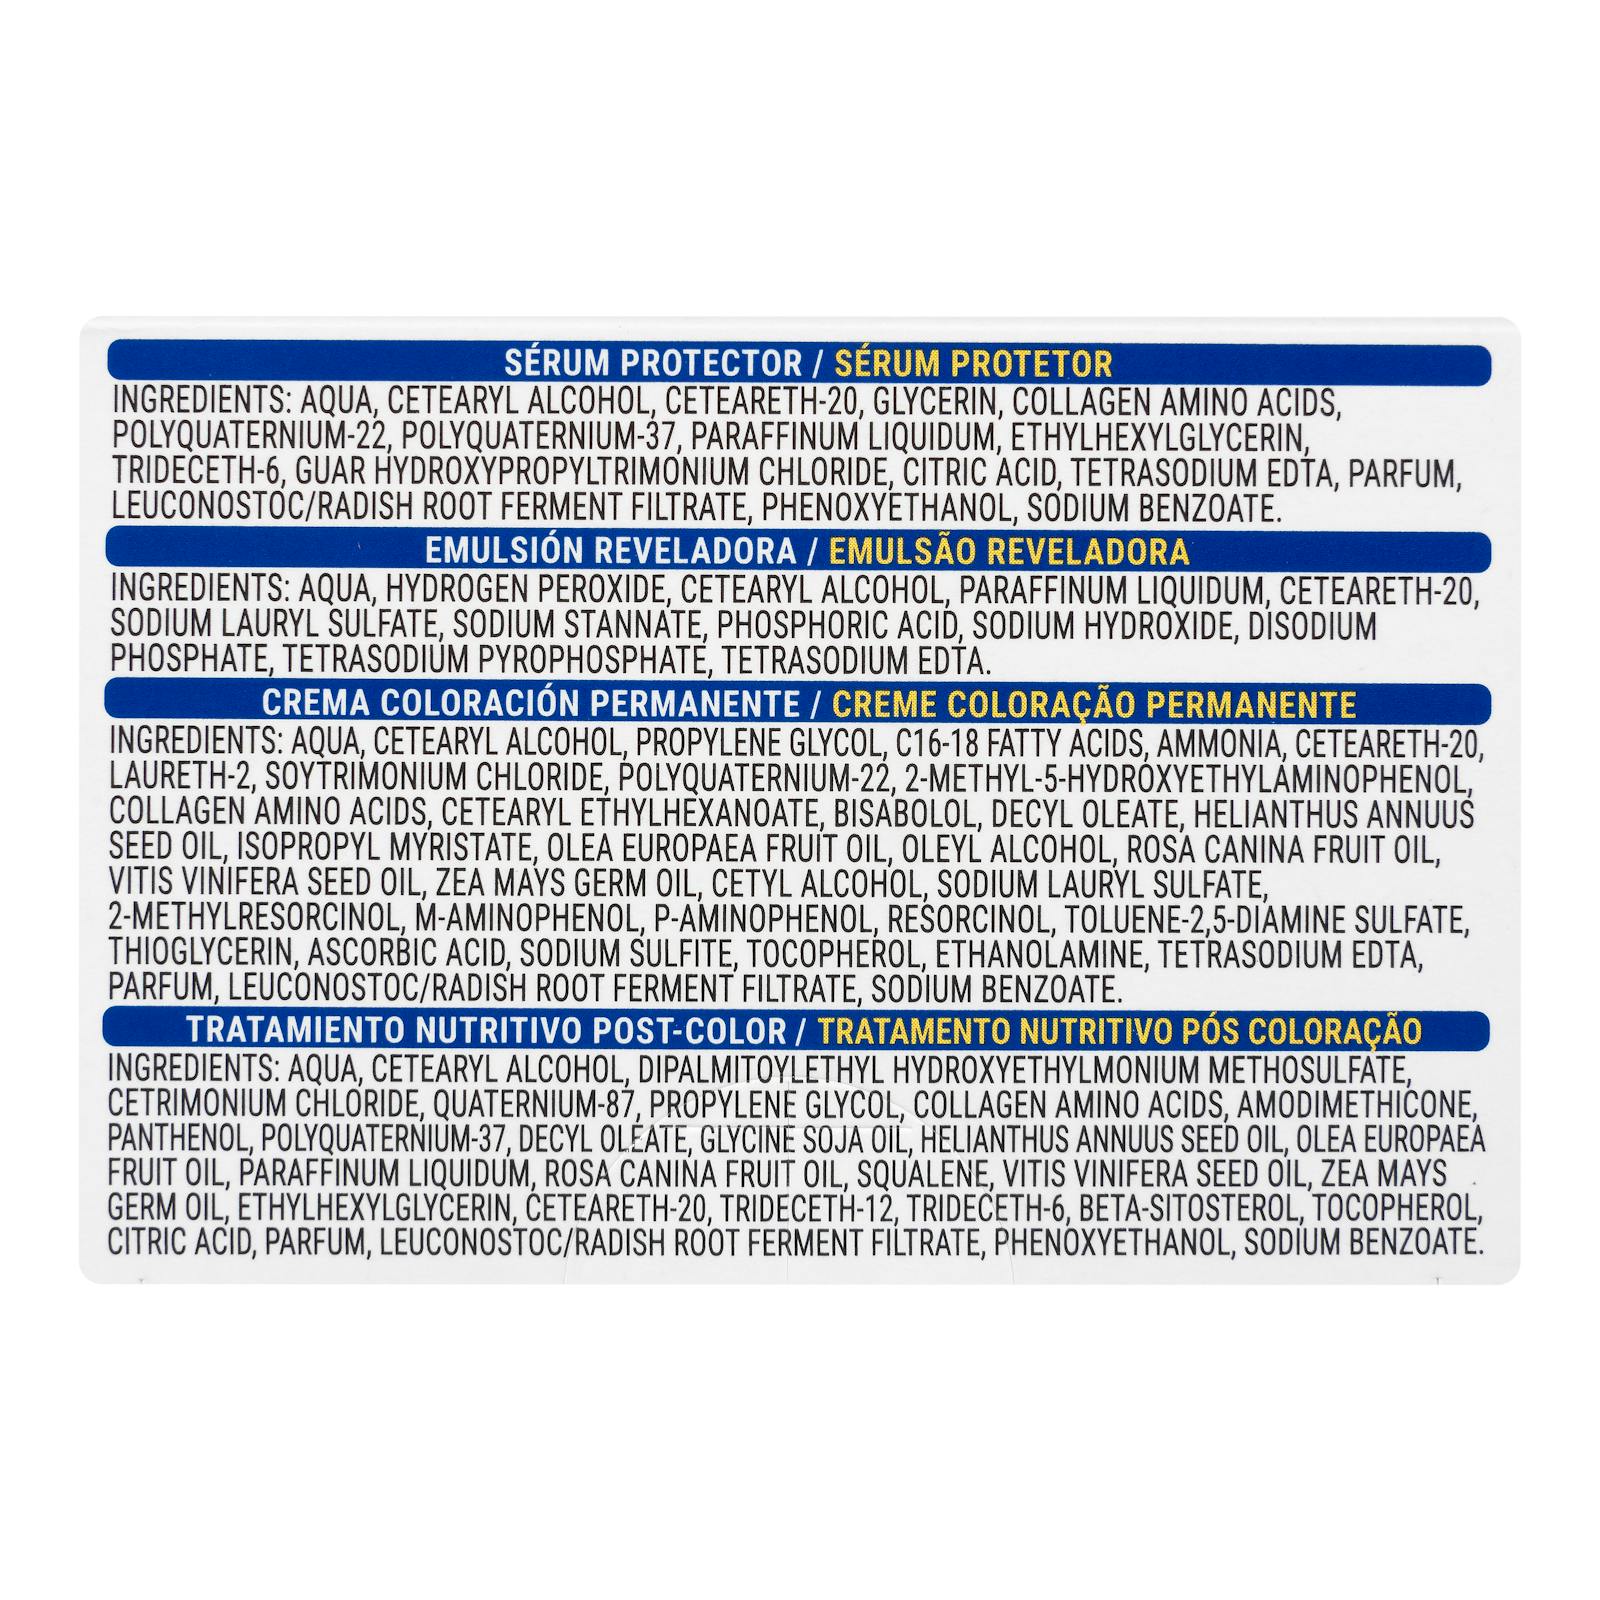 SÉRUM PROTECTOR / SÉRUM PROTETOR
INGREDIENTS: AQUA, CETEARYL ALCOHOL, CETEARETH-20, GLYCERIN, COLLAGEN AMINO ACIDS,
POLYQUATERNIUM-22, POLYQUATERNIUM-37, PARAFFINUM LIQUIDUM, ETHYLHEXYLGLYCERIN,
TRIDECETH-6, GUAR HYDROXYPROPYLTRIMONIUM CHLORIDE, CITRIC ACID, TETRASODIUM EDTA, PARFUM,
LEUCONOSTOC/RADISH ROOT FERMENT FILTRATE, PHENOXYETHANOL, SODIUM BENZOATE.
EMULSIÓN REVELADORA / EMULSÃO REVELADORA
INGREDIENTS: AQUA, HYDROGEN PEROXIDE, CETEARYL ALCOHOL, PARAFFINUM LIQUIDUM, CETEARETH-20,
SODIUM LAURYL SULFATE, SODIUM STANNATE, PHOSPHORIC ACID, SODIUM HYDROXIDE, DISODIUM
PHOSPHATE, TETRASODIUM PYROPHOSPHATE, TETRASODIUM EDTA.
CREMA COLORACIÓN PERMANENTE / CREME COLORAÇÃO PERMANENTE
INGREDIENTS: AQUA, CETEARYL ALCOHOL, PROPYLENE GLYCOL, C16-18 FATTY ACIDS, AMMONIA, CETEARETH-20,
LAURETH-2, SOYTRIMONIUM CHLORIDE, POLYQUATERNIUM-22, 2-METHYL-5-HYDROXYETHYLAMINOPHENOL,
COLLAGEN AMINO ACIDS, CETEARYL ETHYLHEXANOATE, BISABOLOL, DECYL OLEATE, HELIANTHUS ANNUUS
SEED OIL, ISOPROPYL MYRISTATE, OLEA EUROPAEA FRUIT OIL, OLEYL ALCOHOL, ROSA CANINA FRUIT OIL,
VITIS VINIFERA SEED OIL, ZEA MAYS GERM OIL, CETYL ALCOHOL, SODIUM LAURYL SULFATE,
2-METHYLRESORCINOL, M-AMINOPHENOL, P-AMINOPHENOL, RESORCINOL, TOLUENE-2,5-DIAMINE SULFATE,
THIOGLYCERIN, ASCORBIC ACID, SODIUM SULFITE, TOCOPHEROL, ETHANOLAMINE, TETRASODIUM EDTA,
PARFUM, LEUCONOSTOC/RADISH ROOT FERMENT FILTRATE, SODIUM BENZOATE.
TRATAMIENTO NUTRITIVO POST-COLOR / TRATAMENTO NUTRITIVO PÓS COLORAÇÃO
INGREDIENTS: AQUA, CETEARYL ALCOHOL, DIPALMITOYLETHYL HYDROXYETHYLMONIUM METHOSULFATE,
CETRIMONIUM CHLORIDE, QUATERNIUM-87, PROPYLENE GLYCOL, COLLAGEN AMINO ACIDS, AMODIMETHICONE,
PANTHENOL, POLYQUATERNIUM-37, DECYL OLEATE, GLYCINE SOJA OIL, HELIANTHUS ANNUUS SEED OIL, OLEA EUROPAEA
FRUIT OIL, PARAFFINUM LIQUIDUM, ROSA CANINA FRUIT OIL, SQUALENE, VITIS VINIFERA SEED OIL, ZEA MAYS
GERM OIL, ETHYLHEXYLGLYCERIN, CETEARETH-20, TRIDECETH-12, TRIDECETH-6, BETA-SITOSTEROL, TOCOPHEROL,
CITRIC ACID, PARFUM, LEUCONOSTOC/RADISH ROOT FERMENT FILTRATE, PHENOXYETHANOL, SODIUM BENZOATE.